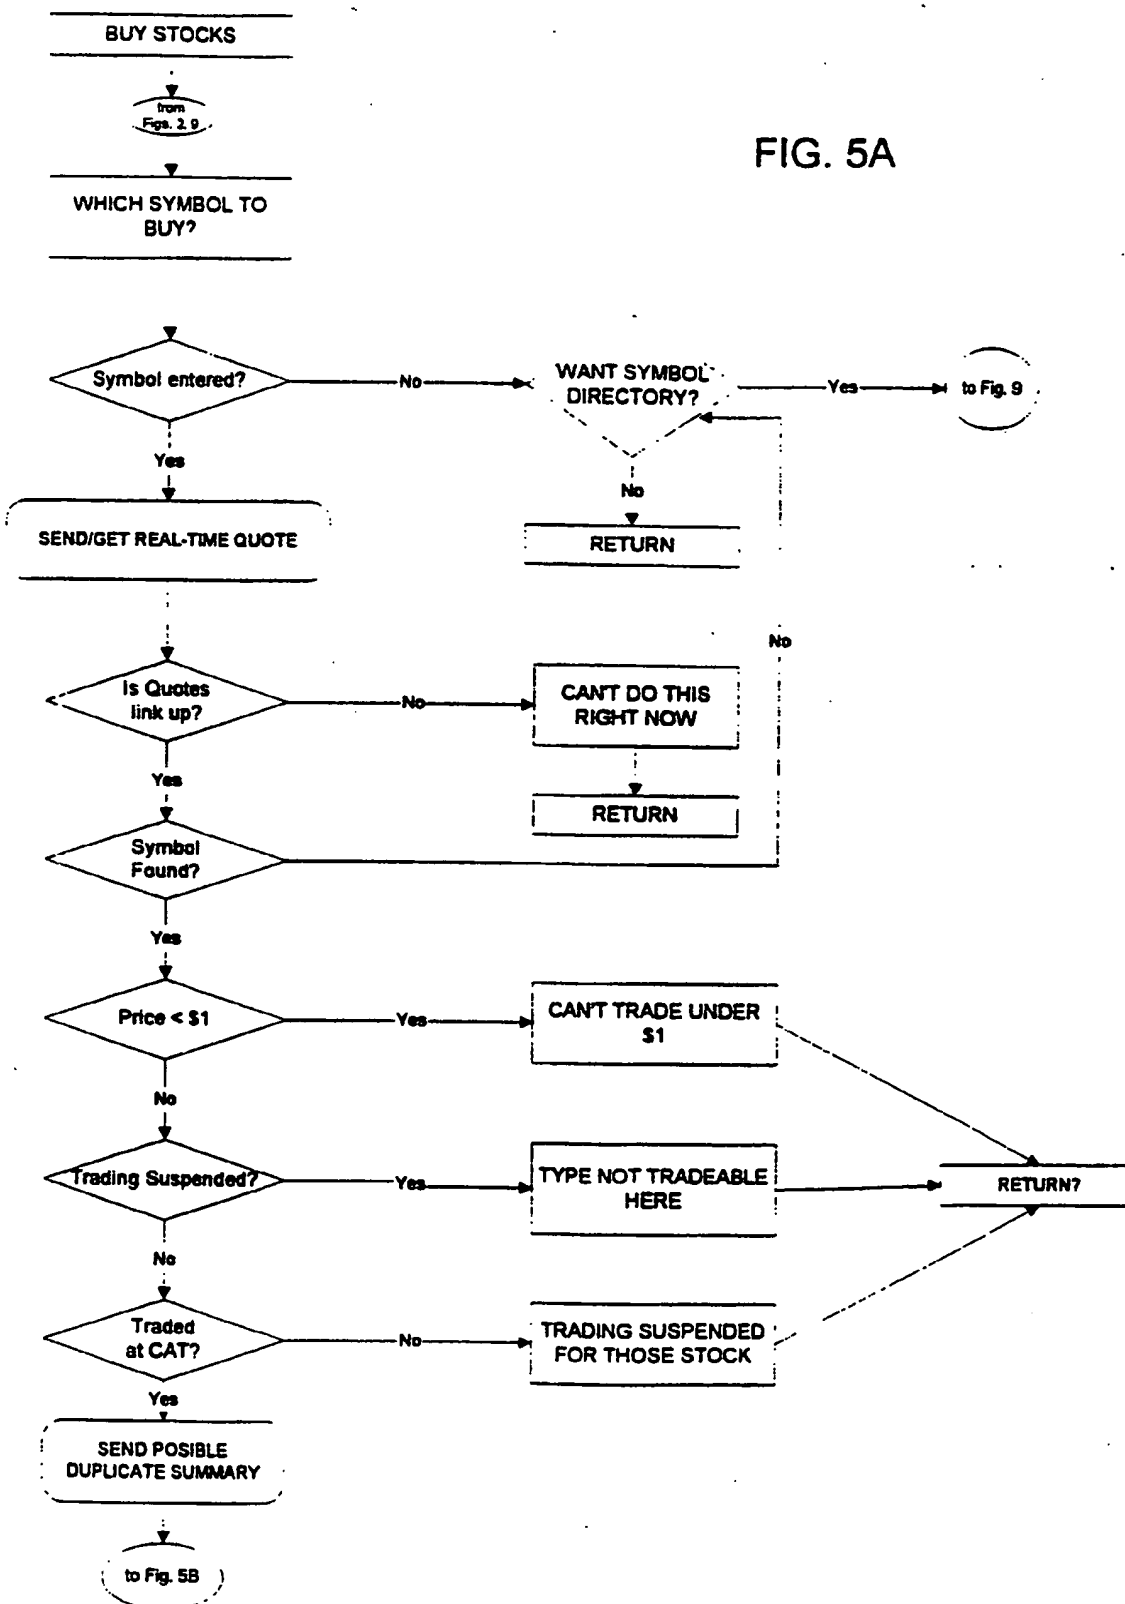 BUY STOCKS
from
Figs. 2, 9
FIG. 5A
WHICH SYMBOL TO
BUY?
Symbol entered?
No
WANT SYMBOL
DIRECTORY?
Yes
to Fig. 9
Yes
No
SEND/GET REAL-TIME QUOTE
RETURN
No
Is Quotes
link up?
No
CAN'T DO THIS
RIGHT NOW
Yes
RETURN
Symbol
Found?
Yes
Price < $1
Yes
CAN'T TRADE UNDER
$1
No
Trading Suspended?
Yes
TYPE NOT TRADEABLE
HERE
RETURN?
No
Traded
at CAT?
No
TRADING SUSPENDED
FOR THOSE STOCK
Yes
SEND POSIBLE
DUPLICATE SUMMARY
to Fig. 5B